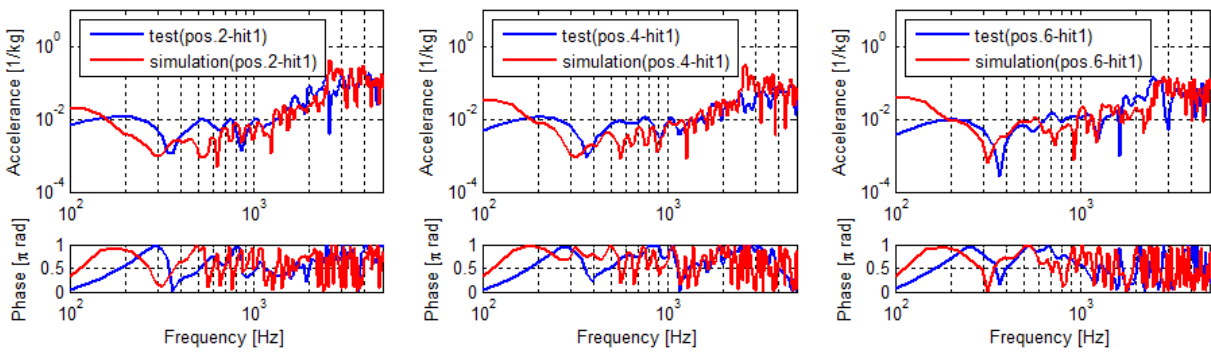 Accelerance [1/kg]
10^0
10^-2
10^-4
test(pos.2-hit1)
simulation(pos.2-hit1)
10^2
10^3
Phase [π rad]
1
0.5
0
10^2
10^3
Frequency [Hz]
Accelerance [1/kg]
10^0
10^-2
10^-4
test(pos.4-hit1)
simulation(pos.4-hit1)
10^2
10^3
Phase [π rad]
1
0.5
0
10^2
10^3
Frequency [Hz]
Accelerance [1/kg]
10^0
10^-2
10^-4
test(pos.6-hit1)
simulation(pos.6-hit1)
10^2
10^3
Phase [π rad]
1
0.5
0
10^2
10^3
Frequency [Hz]